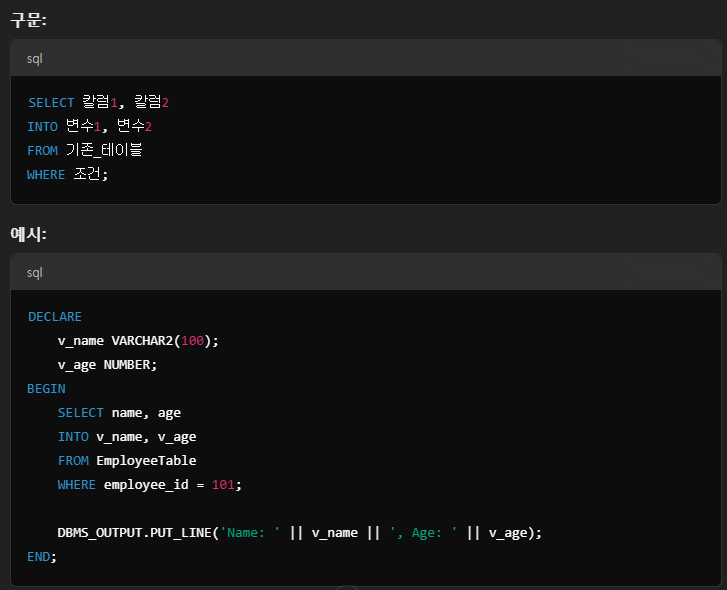 구문:
sql
SELECT 칼럼1, 칼럼2
INTO 변수1, 변수2
FROM 기존_테이블
WHERE 조건;
예시:
sql
DECLARE
    v_name VARCHAR2(100);
    v_age NUMBER;
BEGIN
    SELECT name, age
    INTO v_name, v_age
    FROM EmployeeTable
    WHERE employee_id = 101;

    DBMS_OUTPUT.PUT_LINE('Name: ' || v_name || ', Age: ' || v_age);
END;